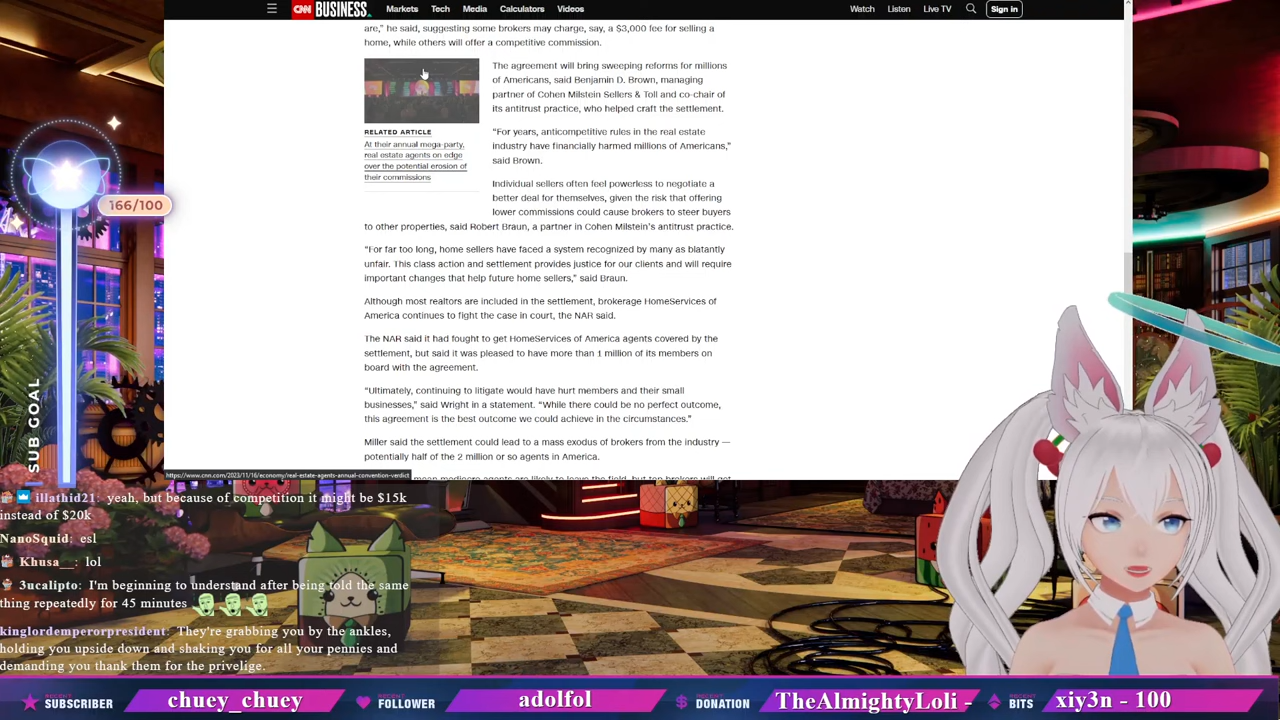 CNN BUSINESS Markets Tech Media Calculators Videos Watch Listen Live TV Sign in
are,” he said, suggesting some brokers may charge, say, a $3,000 fee for selling a
home, while others will offer a competitive commission.
The agreement will bring sweeping reforms for millions
of Americans, said Benjamin D. Brown, managing
partner of Cohen Milstein Sellers & Toll and co-chair of
its antitrust practice, who helped craft the settlement.
RELATED ARTICLE
At their annual mega-party,
real estate agents on edge
over the potential erosion of
their commissions
“For years, anticompetitive rules in the real estate
industry have financially harmed millions of Americans,”
said Brown.
Individual sellers often feel powerless to negotiate a
better deal for themselves, given the risk that offering
lower commissions could cause brokers to steer buyers
to other properties, said Robert Braun, a partner in Cohen Milstein’s antitrust practice.
“For far too long, home sellers have faced a system recognized by many as blatantly
unfair. This class action and settlement provides justice for our clients and will require
important changes that help future home sellers,” said Braun.
Although most realtors are included in the settlement, brokerage HomeServices of
America continues to fight the case in court, the NAR said.
The NAR said it had fought to get HomeServices of America agents covered by the
settlement, but said it was pleased to have more than 1 million of its members on
board with the agreement.
“Ultimately, continuing to litigate would have hurt members and their small
businesses,” said Wright in a statement. “While there could be no perfect outcome,
this agreement is the best outcome we could achieve in the circumstances.”
Miller said the settlement could lead to a mass exodus of brokers from the industry —
potentially half of the 2 million or so agents in America.
https://www.cnn.com/2023/11/16/economy/real-estate-agents-annual-convention-verdict
166/100
SUB GOAL
illathid21: yeah, but because of competition it might be $15k
instead of $20k
NanoSquid: esl
Khusa__: lol
3ucalipto: I'm beginning to understand after being told the same
thing repeatedly for 45 minutes
kinglordemperorpresident: They're grabbing you by the ankles,
holding you upside down and shaking you for all your pennies and
demanding you thank them for the privelige.
RECENT SUBSCRIBER chuey_chuey
RECENT FOLLOWER adolfol
RECENT DONATION TheAlmightyLoli -
RECENT BITS xiy3n - 100